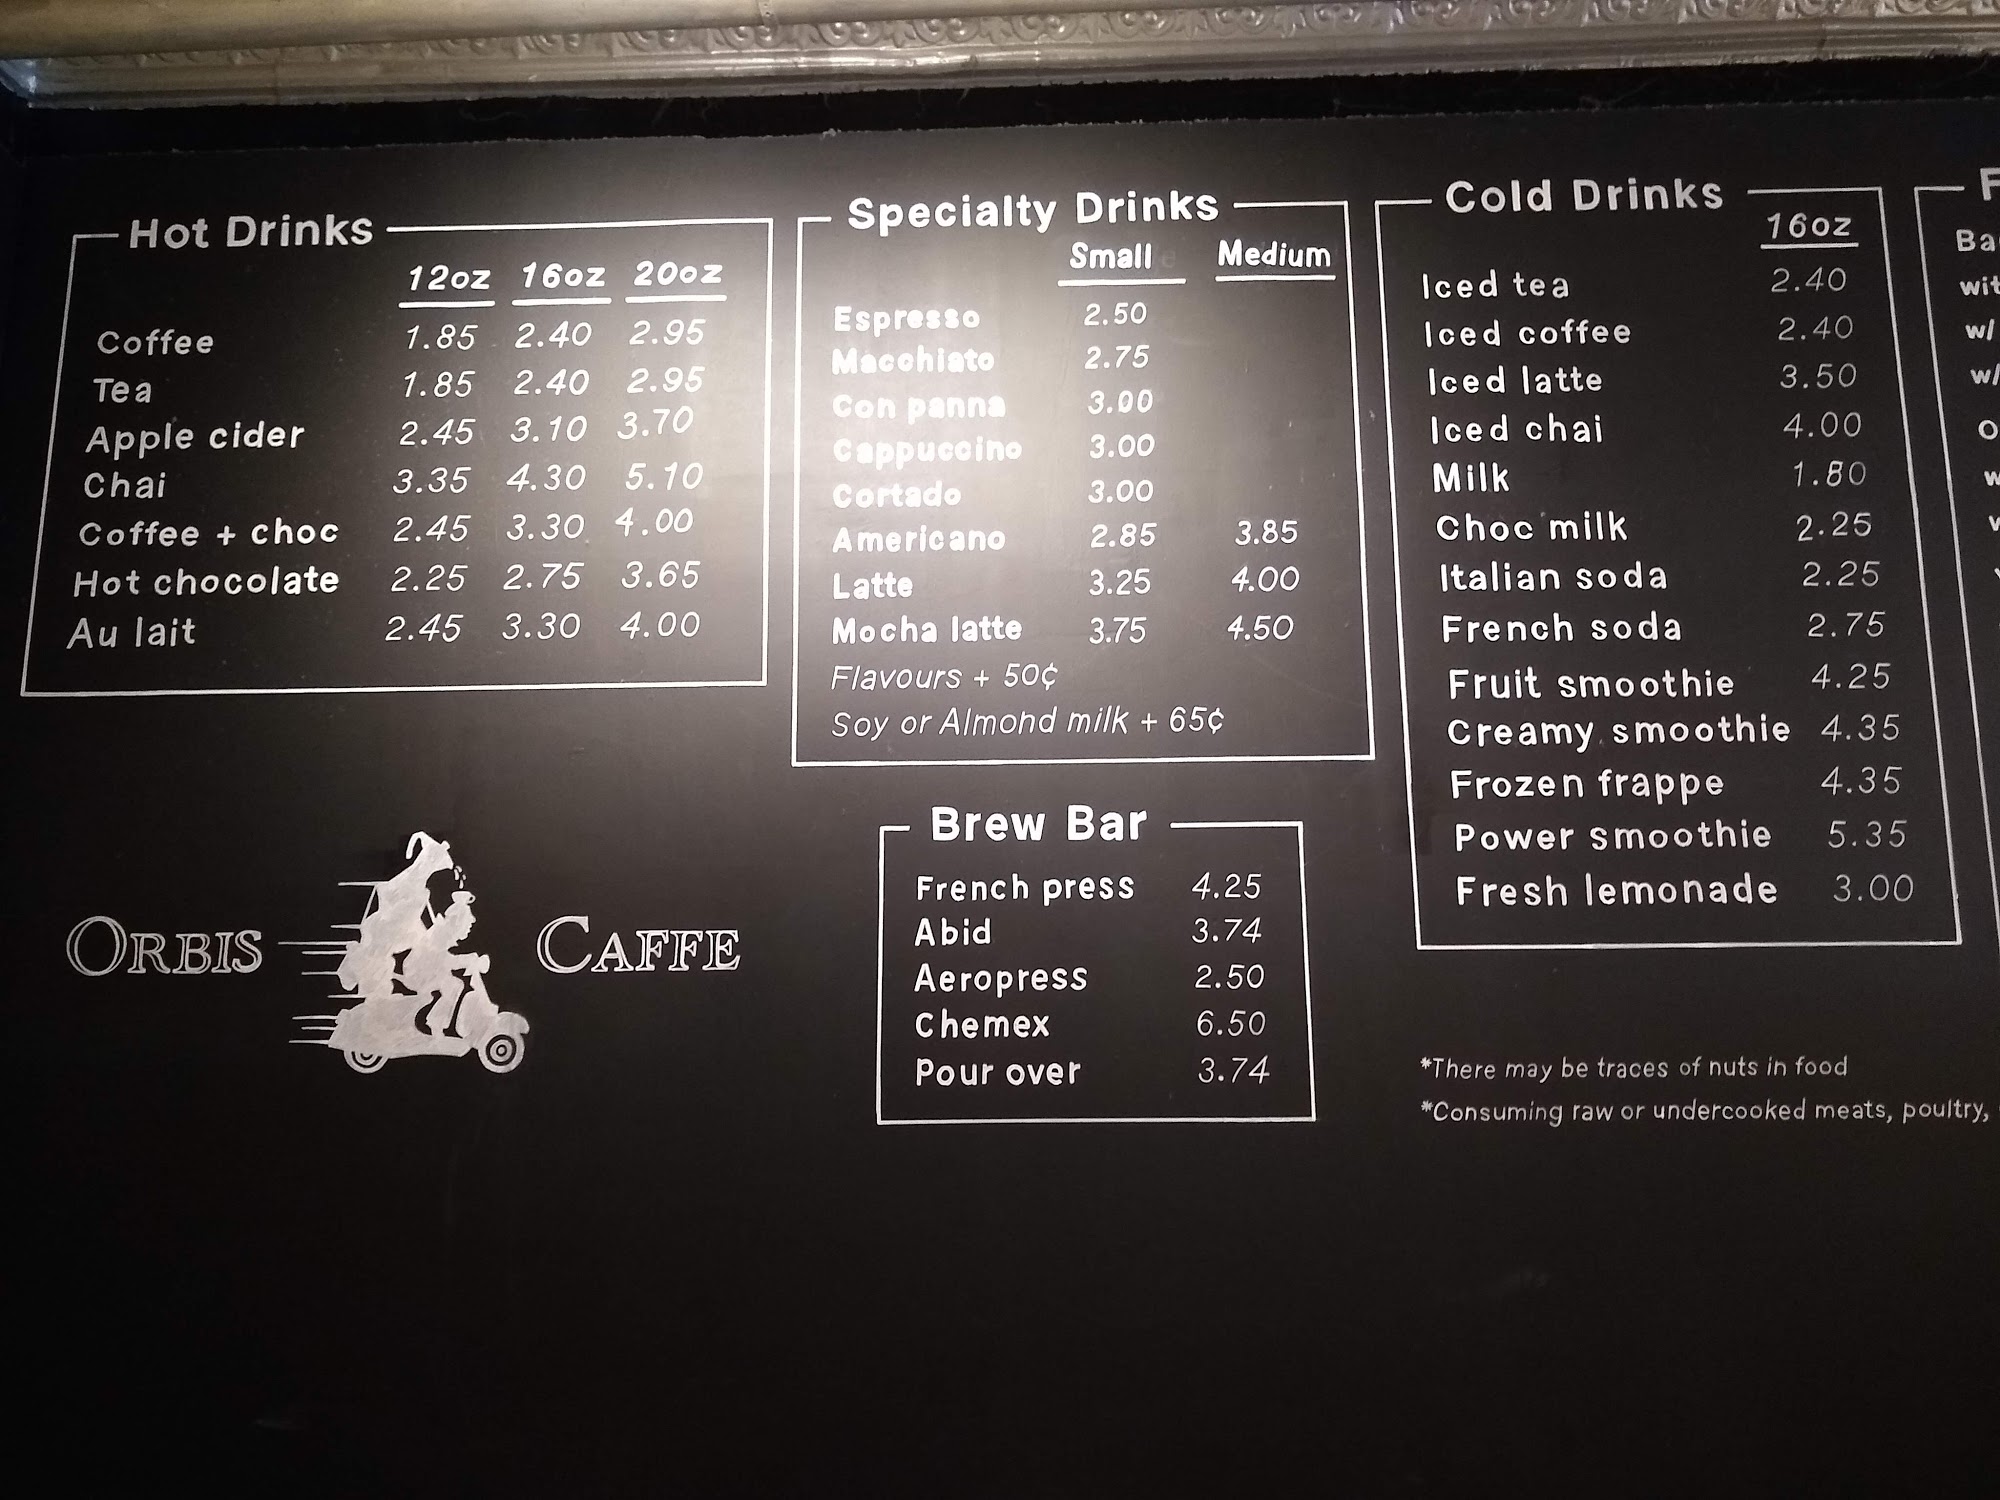 Hot Drinks
12oz 16oz 20oz
Coffee 1.85 2.40 2.95
Tea 1.85 2.40 2.95
Apple cider 2.45 3.10 3.70
Chai 3.35 4.30 5.10
Coffee + choc 2.45 3.30 4.00
Hot chocolate 2.25 2.75 3.65
Au lait 2.45 3.30 4.00
ORBIS CAFFE
Specialty Drinks
Small Medium
Espresso 2.50
Macchiato 2.75
Con panna 3.00
Cappuccino 3.00
Cortado 3.00
Americano 2.85 3.85
Latte 3.25 4.00
Mocha latte 3.75 4.50
Flavours + 50¢
Soy or Almond milk + 65¢
Brew Bar
French press 4.25
Abid 3.74
Aeropress 2.50
Chemex 6.50
Pour over 3.74
Cold Drinks
16oz
Iced tea 2.40
Iced coffee 2.40
Iced latte 3.50
Iced chai 4.00
Milk 1.80
Choc milk 2.25
Italian soda 2.25
French soda 2.75
Fruit smoothie 4.25
Creamy smoothie 4.35
Frozen frappe 4.35
Power smoothie 5.35
Fresh lemonade 3.00
*There may be traces of nuts in food
*Consuming raw or undercooked meats, poultry,